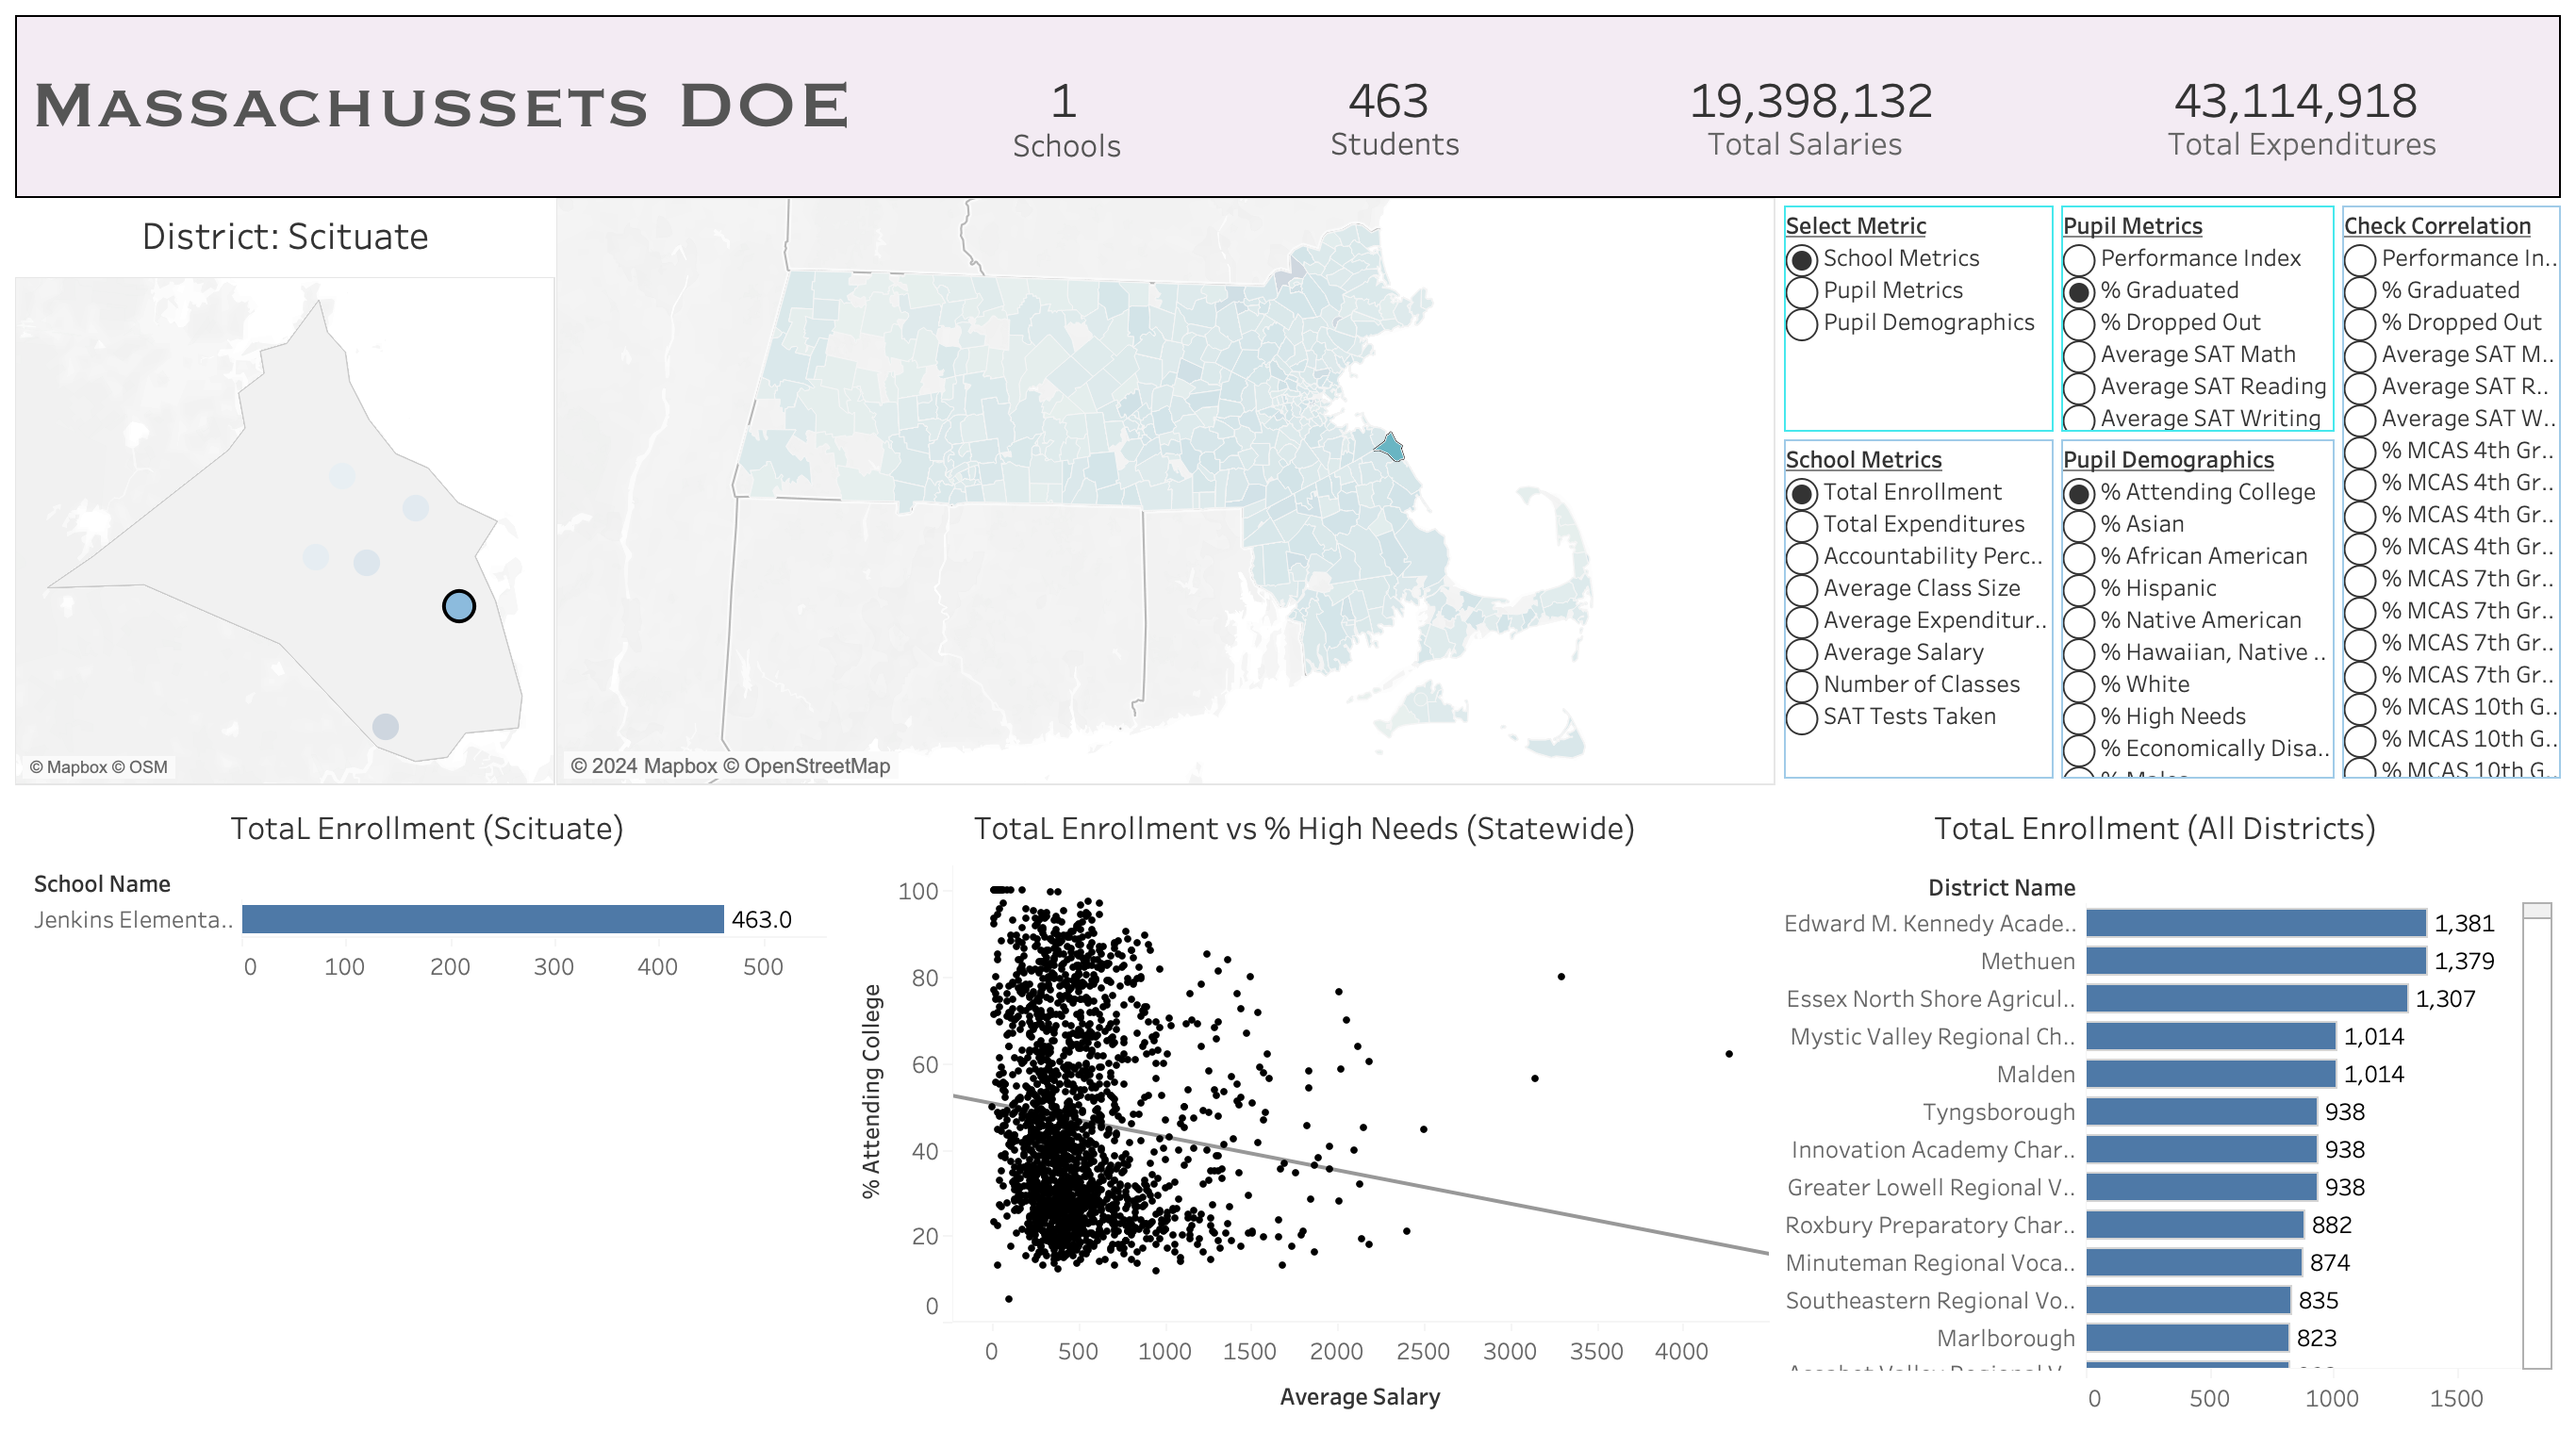 MASSACHUSSETS DOE
1
Schools
463
Students
19,398,132
Total Salaries
43,114,918
Total Expenditures
District: Scituate
© Mapbox © OSM
© 2024 Mapbox © OpenStreetMap
Select Metric
School Metrics
Pupil Metrics
Pupil Demographics
Pupil Metrics
Performance Index
% Graduated
% Dropped Out
Average SAT Math
Average SAT Reading
Average SAT Writing
Check Correlation
Performance In..
% Graduated
% Dropped Out
Average SAT M..
Average SAT R..
Average SAT W..
% MCAS 4th Gr..
% MCAS 4th Gr..
% MCAS 4th Gr..
% MCAS 4th Gr..
% MCAS 7th Gr..
% MCAS 7th Gr..
% MCAS 7th Gr..
% MCAS 7th Gr..
% MCAS 10th G..
% MCAS 10th G..
% MCAS 10th G..
School Metrics
Total Enrollment
Total Expenditures
Accountability Perc..
Average Class Size
Average Expenditur..
Average Salary
Number of Classes
SAT Tests Taken
Pupil Demographics
% Attending College
% Asian
% African American
% Hispanic
% Native American
% Hawaiian, Native ..
% White
% High Needs
% Economically Disa..
TotaL Enrollment (Scituate)
School Name
Jenkins Elementa.. 463.0
0 100 200 300 400 500
TotaL Enrollment vs % High Needs (Statewide)
% Attending College
100
80
60
40
20
0
0 500 1000 1500 2000 2500 3000 3500 4000
Average Salary
TotaL Enrollment (All Districts)
District Name
Edward M. Kennedy Acade.. 1,381
Methuen 1,379
Essex North Shore Agricul.. 1,307
Mystic Valley Regional Ch.. 1,014
Malden 1,014
Tyngsborough 938
Innovation Academy Char.. 938
Greater Lowell Regional V.. 938
Roxbury Preparatory Char.. 882
Minuteman Regional Voca.. 874
Southeastern Regional Vo.. 835
Marlborough 823
0 500 1000 1500